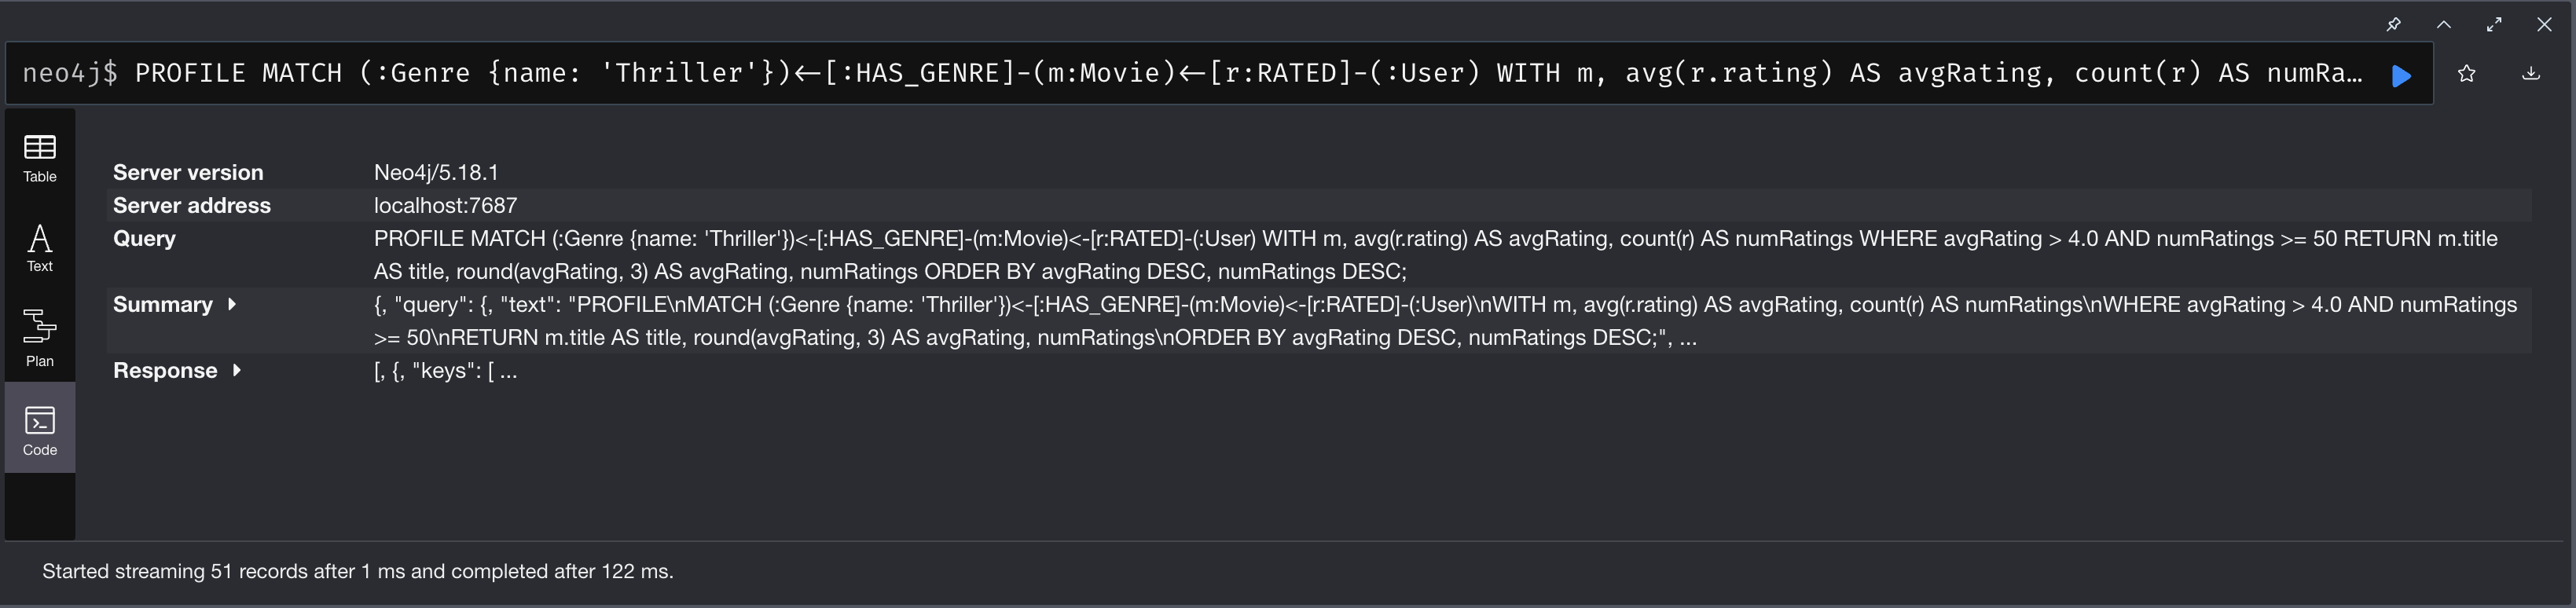 neo4j$ PROFILE MATCH (:Genre {name: 'Thriller'})<-[:HAS_GENRE]-(m:Movie)<-[r:RATED]-(:User) WITH m, avg(r.rating) AS avgRating, count(r) AS numRa…
Table
Text
Plan
Code
Server version Neo4j/5.18.1
Server address localhost:7687
Query PROFILE MATCH (:Genre {name: 'Thriller'})<-[:HAS_GENRE]-(m:Movie)<-[r:RATED]-(:User) WITH m, avg(r.rating) AS avgRating, count(r) AS numRatings WHERE avgRating > 4.0 AND numRatings >= 50 RETURN m.title
AS title, round(avgRating, 3) AS avgRating, numRatings ORDER BY avgRating DESC, numRatings DESC;
Summary {, "query": {, "text": "PROFILE\nMATCH (:Genre {name: 'Thriller'})<-[:HAS_GENRE]-(m:Movie)<-[r:RATED]-(:User)\nWITH m, avg(r.rating) AS avgRating, count(r) AS numRatings\nWHERE avgRating > 4.0 AND numRatings
>= 50\nRETURN m.title AS title, round(avgRating, 3) AS avgRating, numRatings\nORDER BY avgRating DESC, numRatings DESC;", ...
Response [, {, "keys": [ ...
Started streaming 51 records after 1 ms and completed after 122 ms.